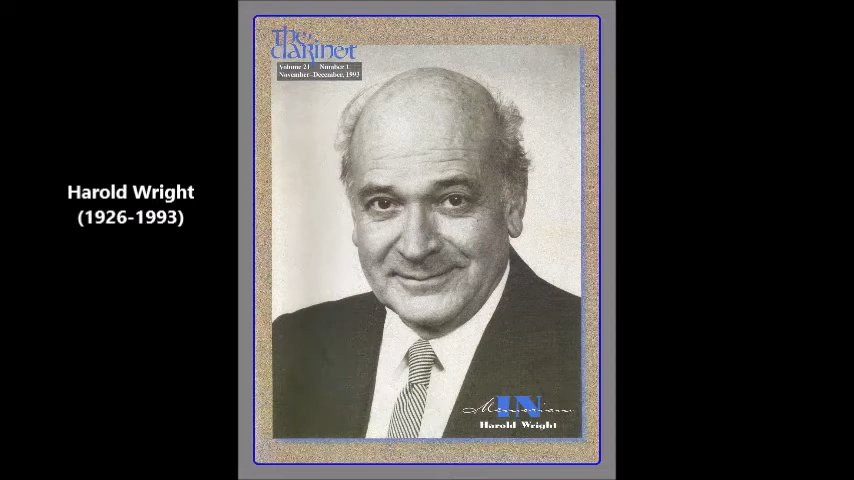 Harold Wright
(1926-1993)
the
clarinet
Volume 21 Number 1
November–December, 1993
IN
Memoriam
Harold Wright